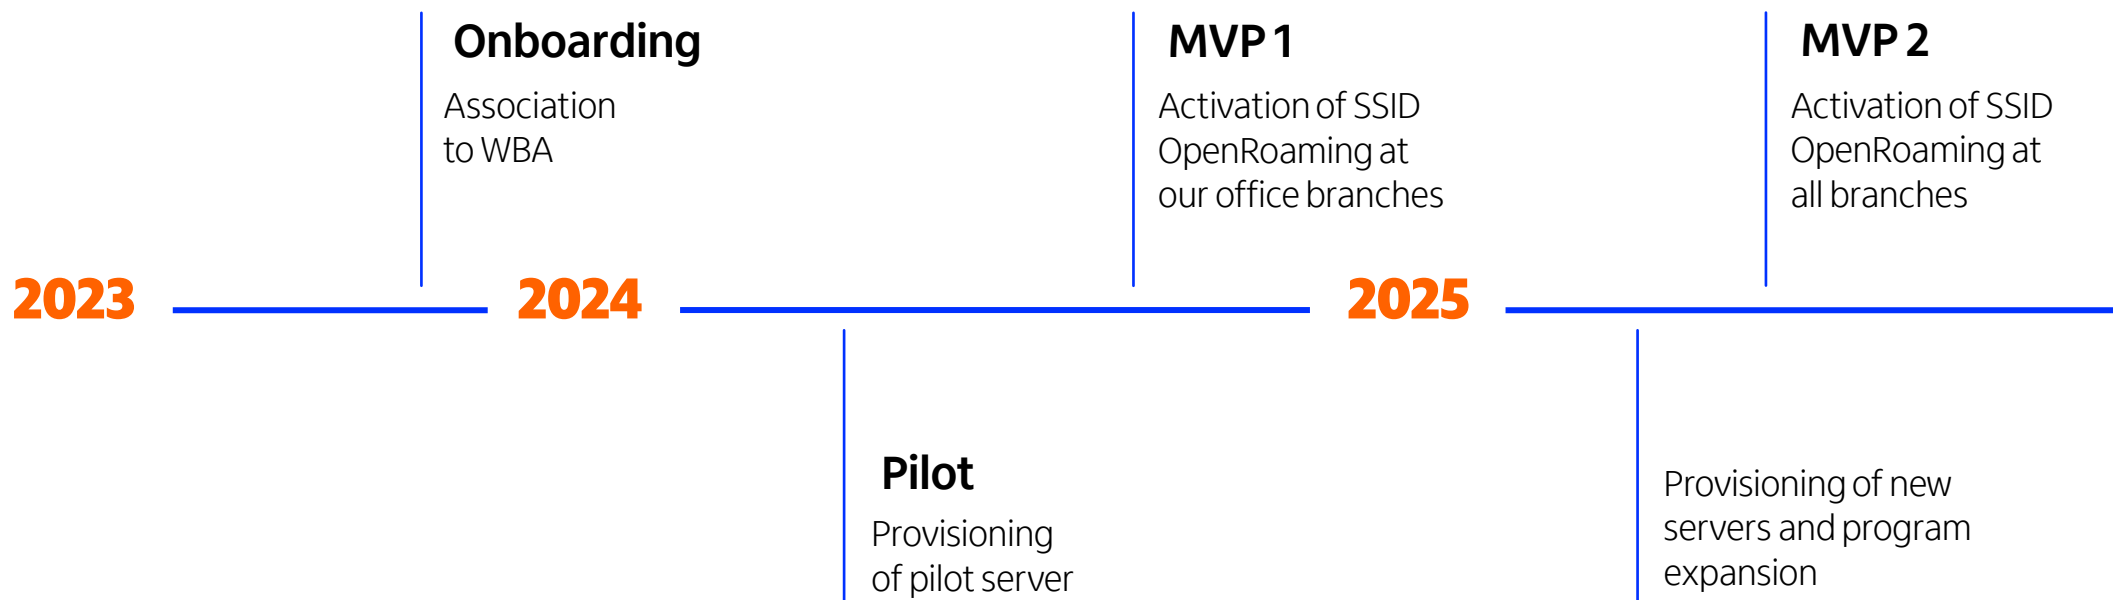 Onboarding
Association
to WBA
MVP 1
Activation of SSID
OpenRoaming at
our office branches
MVP 2
Activation of SSID
OpenRoaming at
all branches
2023
2024
2025
Pilot
Provisioning
of pilot server
Provisioning of new
servers and program
expansion